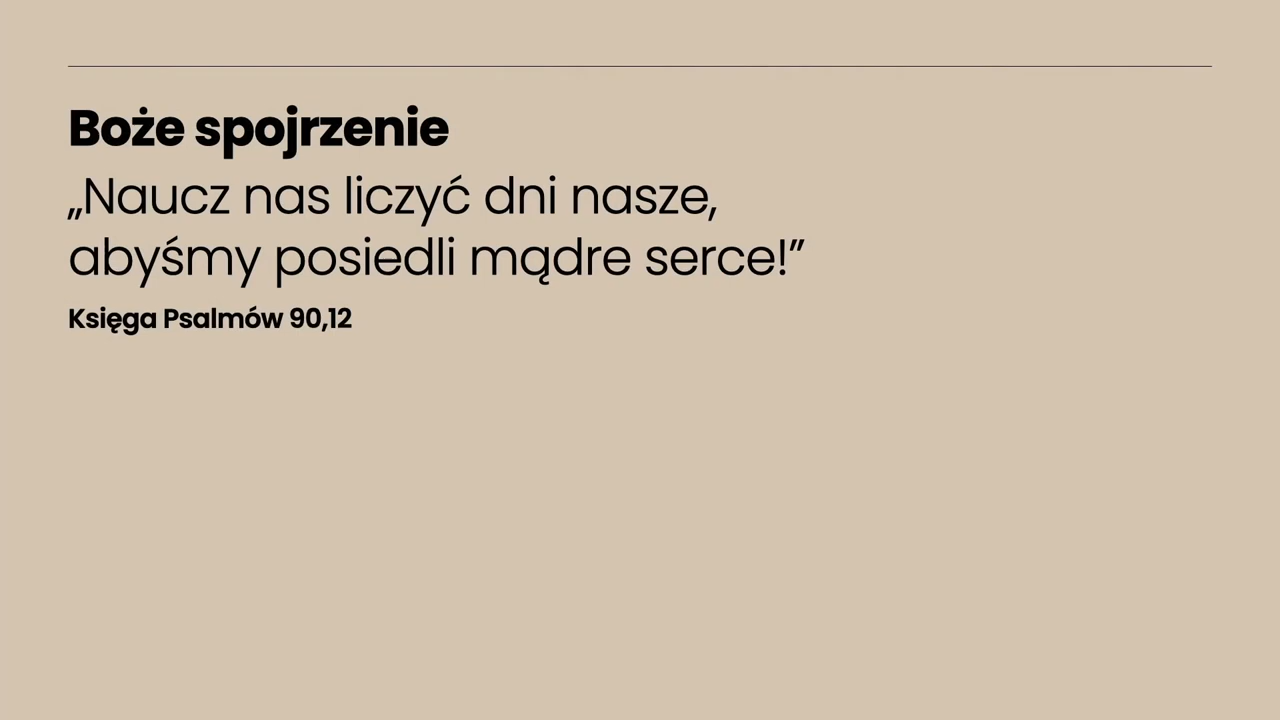 Boże spojrzenie
„Naucz nas liczyć dni nasze,
abyśmy posiedli mądre serce!”
Księga Psalmów 90,12